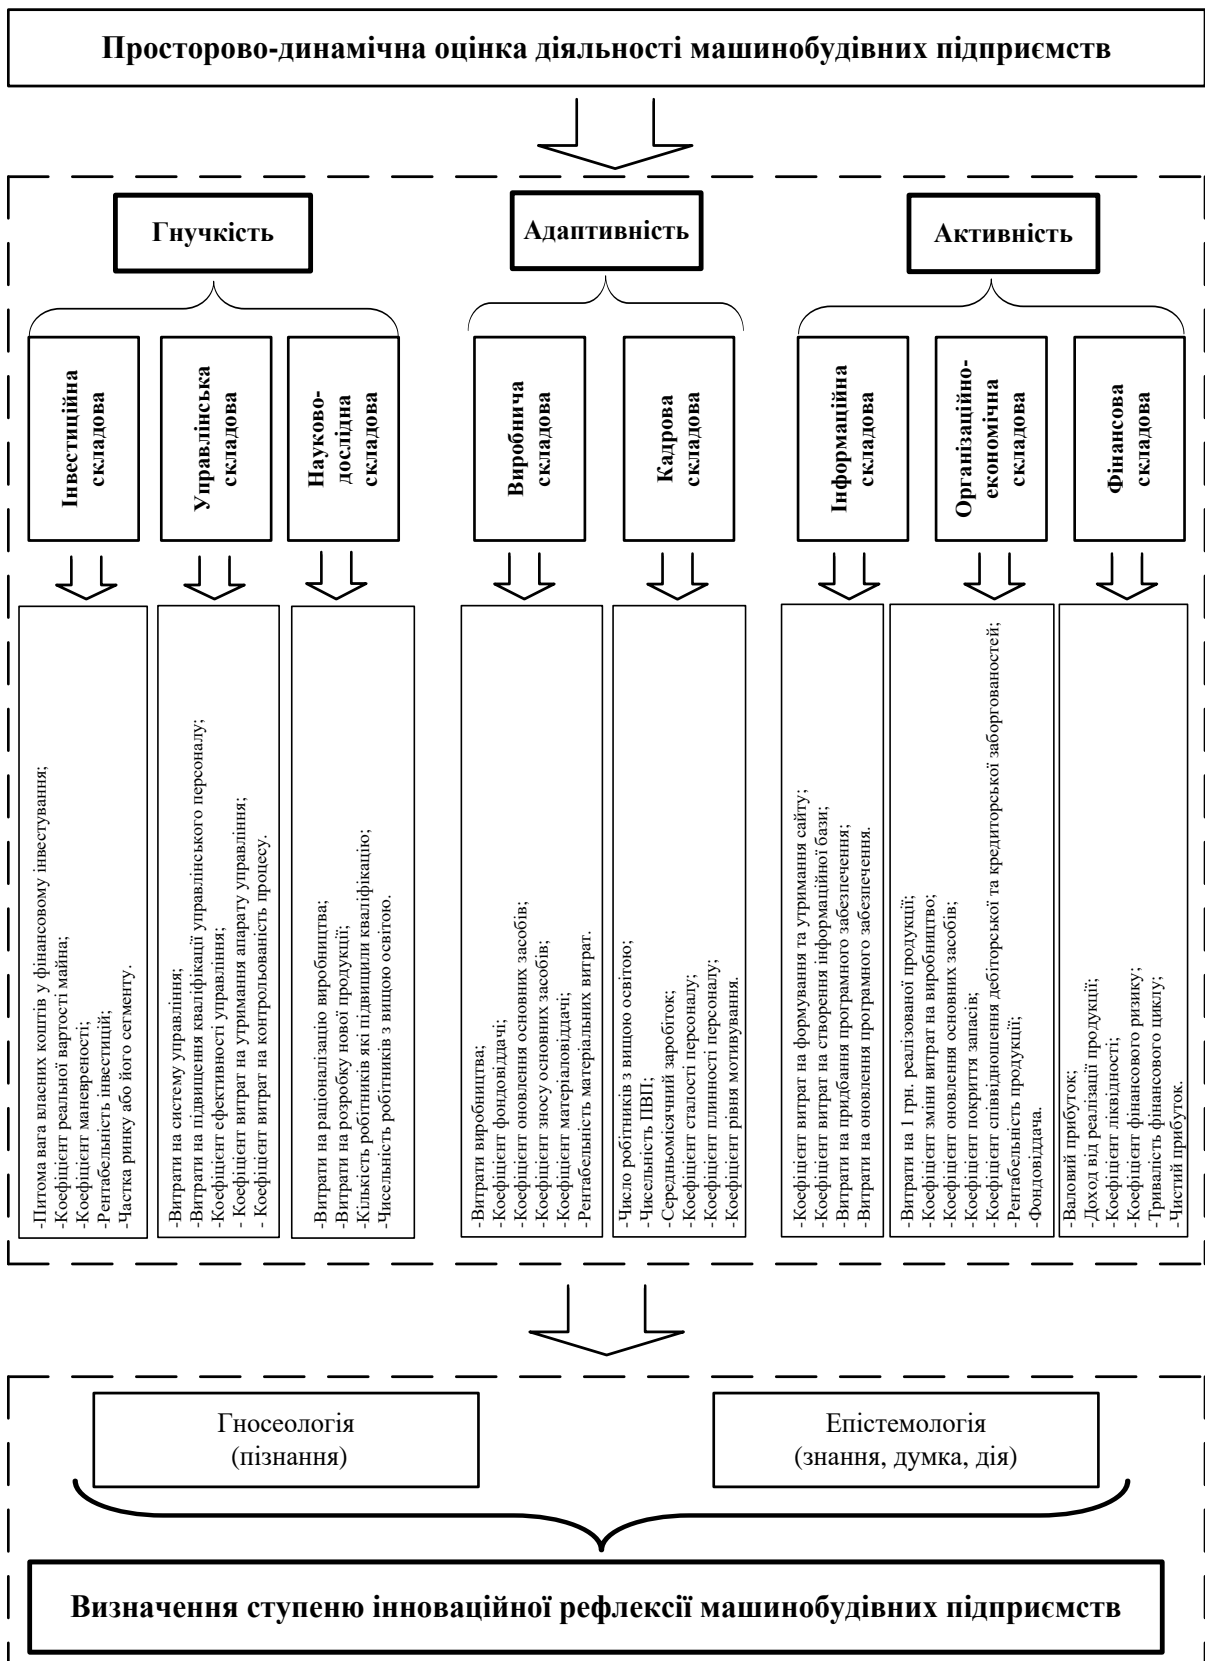 Просторово-динамічна оцінка діяльності машинобудівних підприємств
Гнучкість
Адаптивність
Активність
Інвестиційна
складова
Управлінська
складова
Науково-
дослідна
складова
Виробнича
складова
Кадрова
складова
Інформаційна
складова
Організаційно-
економічна
складова
Фінансова
складова
-Питома вага власних коштів у фінансовому інвестування;
-Коефіцієнт реальної вартості майна;
-Коефіцієнт маневреності;
-Рентабельність інвестицій;
-Частка ринку або його сегменту.
-Витрати на систему управління;
-Витрати на підвищення кваліфікації управлінського персоналу;
-Коефіцієнт ефективності управління;
- Коефіцієнт витрат на утримання апарату управління;
- Коефіцієнт витрат на контрольованість процесу.
-Витрати на раціоналізацію виробництва;
-Витрати на розробку нової продукції;
-Кількість робітників які підвищили кваліфікацію;
-Чисельність робітників з вищою освітою.
-Витрати виробництва;
-Коефіцієнт фондовіддачі;
-Коефіцієнт оновлення основних засобів;
-Коефіцієнт зносу основних засобів;
-Коефіцієнт матеріаловіддачі;
-Рентабельність матеріальних витрат.
-Число робітників з вищою освітою;
-Чисельність ПВП;
-Середньомісячний заробіток;
-Коефіцієнт сталості персоналу;
-Коефіцієнт плинності персоналу;
-Коефіцієнт рівня мотивування.
-Коефіцієнт витрат на формування та утримання сайту;
-Коефіцієнт витрат на створення інформаційної бази;
-Витрати на придбання програмного забезпечення;
-Витрати на оновлення програмного забезпечення.
-Витрати на 1 грн. реалізованої продукції;
-Коефіцієнт зміни витрат на виробництво;
-Коефіцієнт оновлення основних засобів;
-Коефіцієнт покриття запасів;
-Коефіцієнт співвідношення дебіторської та кредиторської заборгованостей;
-Рентабельність продукції;
-Фондовіддача.
-Валовий прибуток;
-Доход від реалізації продукції;
-Коефіцієнт ліквідності;
-Коефіцієнт фінансового ризику;
-Тривалість фінансового циклу;
-Чистий прибуток.
Гносеологія
(пізнання)
Епістемологія
(знання, думка, дія)
Визначення ступеню інноваційної рефлексії машинобудівних підприємств